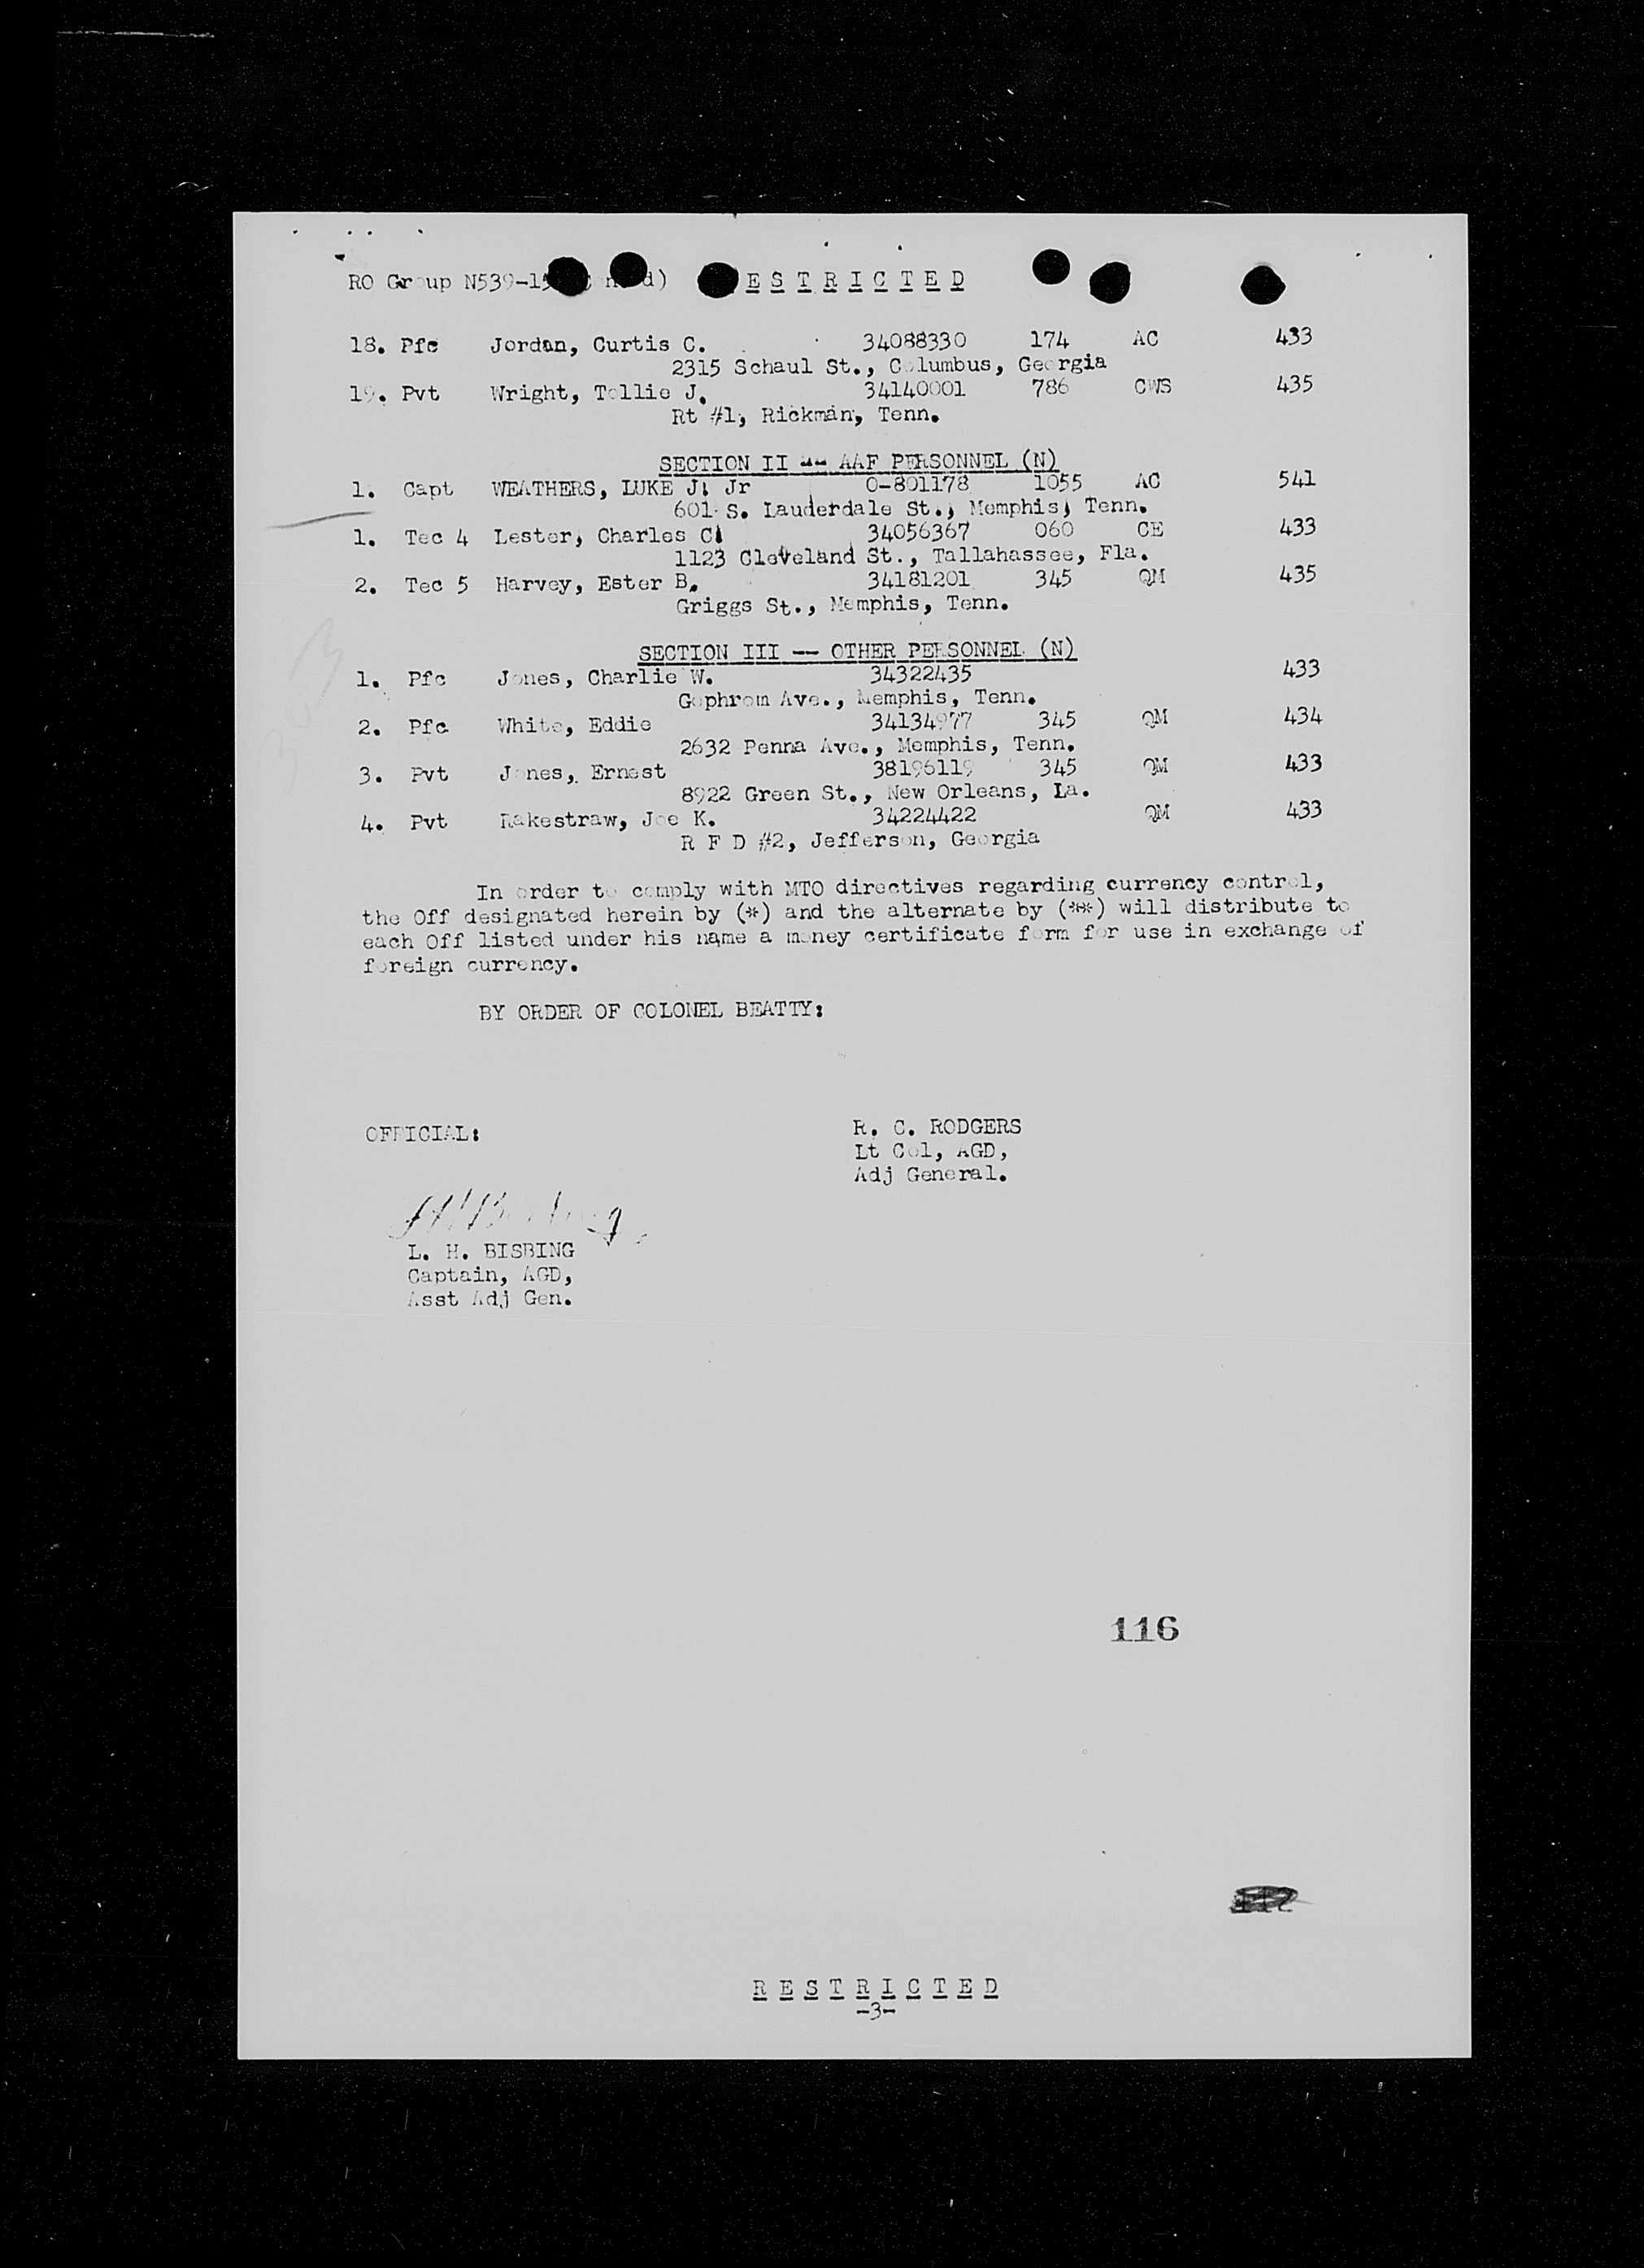 RO Group N539-15 d) ESTRICTED
18. Pfc Jordan, Curtis C. 34088330 174 AC 433
2315 Schaul St., Columbus, Georgia
19. Pvt Wright, Tollie J. 34140001 786 CWS 435
Rt #1, Rickman, Tenn.
SECTION II -- AAF PERSONNEL (N)
1. Capt WEATHERS, LUKE J. Jr 0-801178 1055 AC 541
601 S. Lauderdale St., Memphis, Tenn.
1. Tec 4 Lester, Charles C. 34056367 060 CE 433
1123 Cleveland St., Tallahassee, Fla.
2. Tec 5 Harvey, Ester B. 34181201 345 QM 435
Griggs St., Memphis, Tenn.
SECTION III -- OTHER PERSONNEL (N)
1. Pfc Jones, Charlie W. 34322435 433
Gophrom Ave., Memphis, Tenn.
2. Pfc White, Eddie 34134977 345 QM 434
2632 Penna Ave., Memphis, Tenn.
3. Pvt Jones, Ernest 38196119 345 QM 433
8922 Green St., New Orleans, La.
4. Pvt Rakestraw, Joe K. 34224422 QM 433
R F D #2, Jefferson, Georgia
In order to comply with MTO directives regarding currency control,
the Off designated herein by (*) and the alternate by (**) will distribute to
each Off listed under his name a money certificate form for use in exchange of
foreign currency.
BY ORDER OF COLONEL BEATTY:
OFFICIAL:
R. C. RODGERS
Lt Col, AGD,
Adj General.
L. H. BISBING
Captain, AGD,
Asst Adj Gen.
116
RESTRICTED
-3-